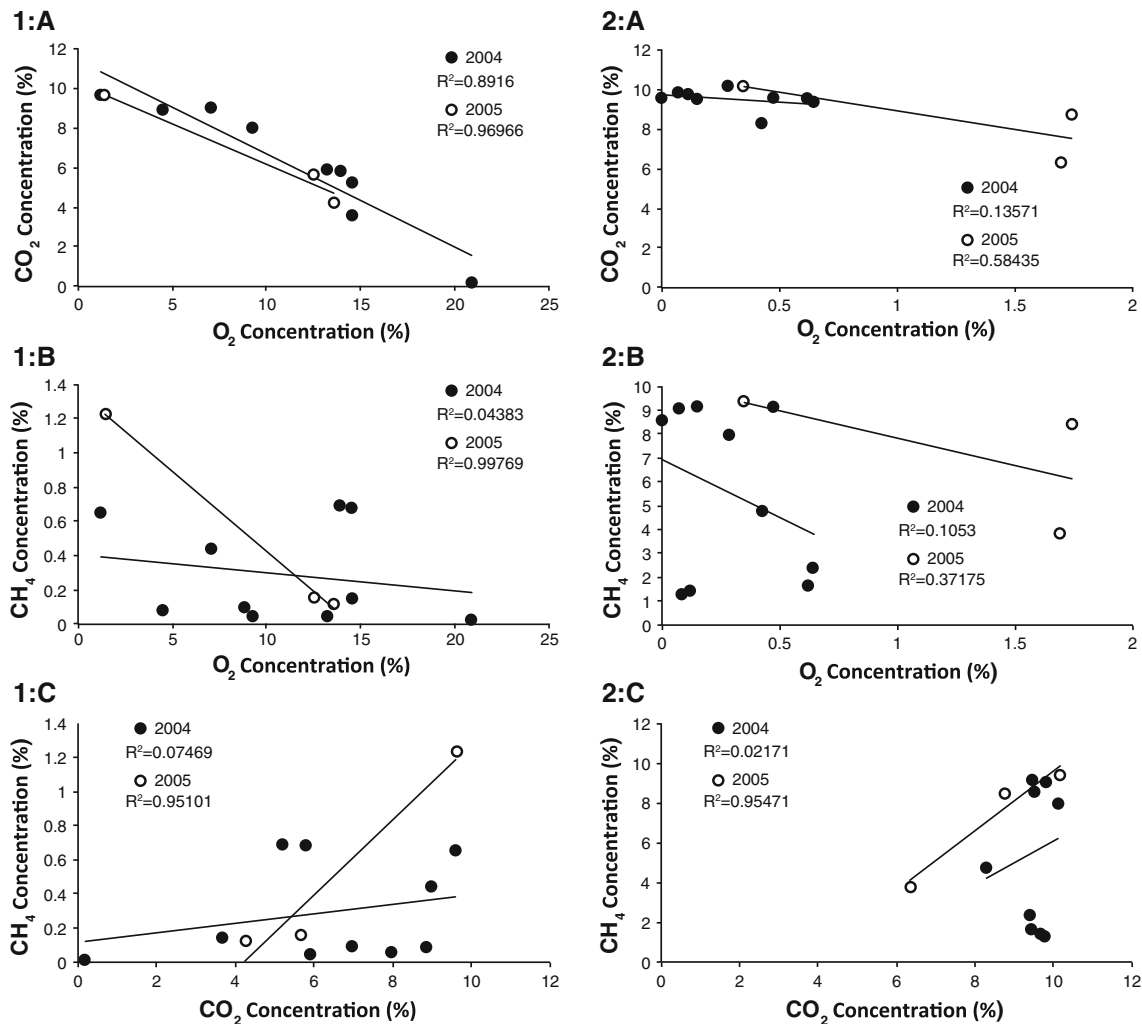 1:A
CO₂ Concentration (%)
12
10
8
6
4
2
0
0 5 10 15 20 25
O₂ Concentration (%)
2004
R²=0.8916
2005
R²=0.96966
2:A
CO₂ Concentration (%)
12
10
8
6
4
2
0
0 0.5 1 1.5 2
O₂ Concentration (%)
2004
R²=0.13571
2005
R²=0.58435
1:B
CH₄ Concentration (%)
1.4
1.2
1
0.8
0.6
0.4
0.2
0
0 5 10 15 20 25
O₂ Concentration (%)
2004
R²=0.04383
2005
R²=0.99769
2:B
CH₄ Concentration (%)
10
9
8
7
6
5
4
3
2
1
0
0 0.5 1 1.5 2
O₂ Concentration (%)
2004
R²=0.1053
2005
R²=0.37175
1:C
CH₄ Concentration (%)
1.4
1.2
1
0.8
0.6
0.4
0.2
0
0 2 4 6 8 10 12
CO₂ Concentration (%)
2004
R²=0.07469
2005
R²=0.95101
2:C
CH₄ Concentration (%)
12
10
8
6
4
2
0
0 2 4 6 8 10 12
CO₂ Concentration (%)
2004
R²=0.02171
2005
R²=0.95471